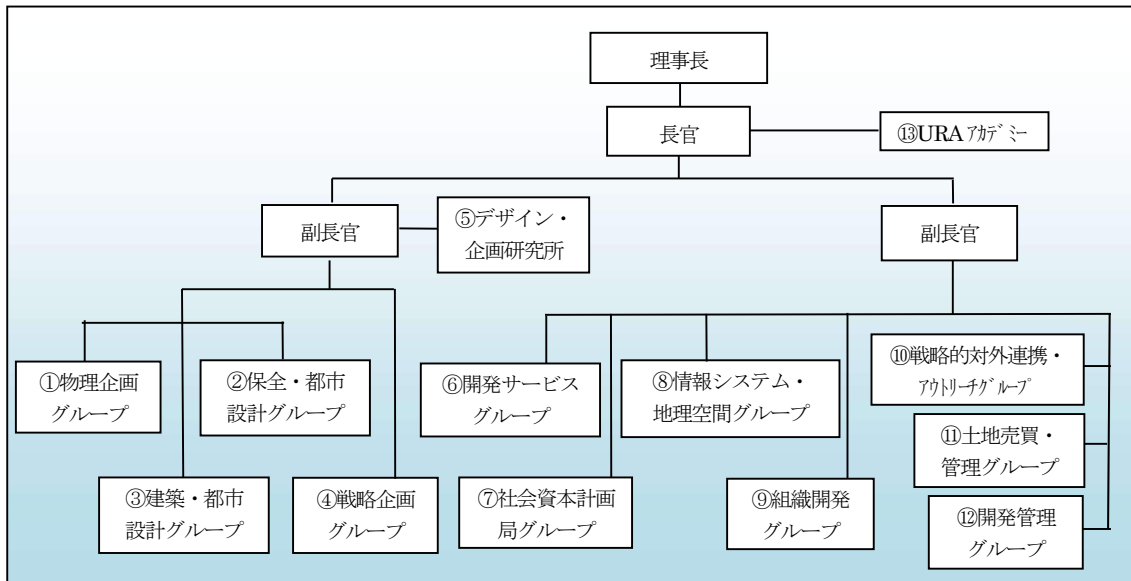 理事長
長官
⑬URAｱｶﾃﾞﾐｰ
副長官
⑤デザイン・
企画研究所
副長官
①物理企画
グループ
②保全・都市
設計グループ
③建築・都市
設計グループ
④戦略企画
グループ
⑥開発サービス
グループ
⑦社会資本計画
局グループ
⑧情報システム・
地理空間グループ
⑨組織開発
グループ
⑩戦略的対外連携・
ｱｳﾄﾘｰﾁｸﾞﾙｰﾌﾟ
⑪土地売買・
管理グループ
⑫開発管理
グループ